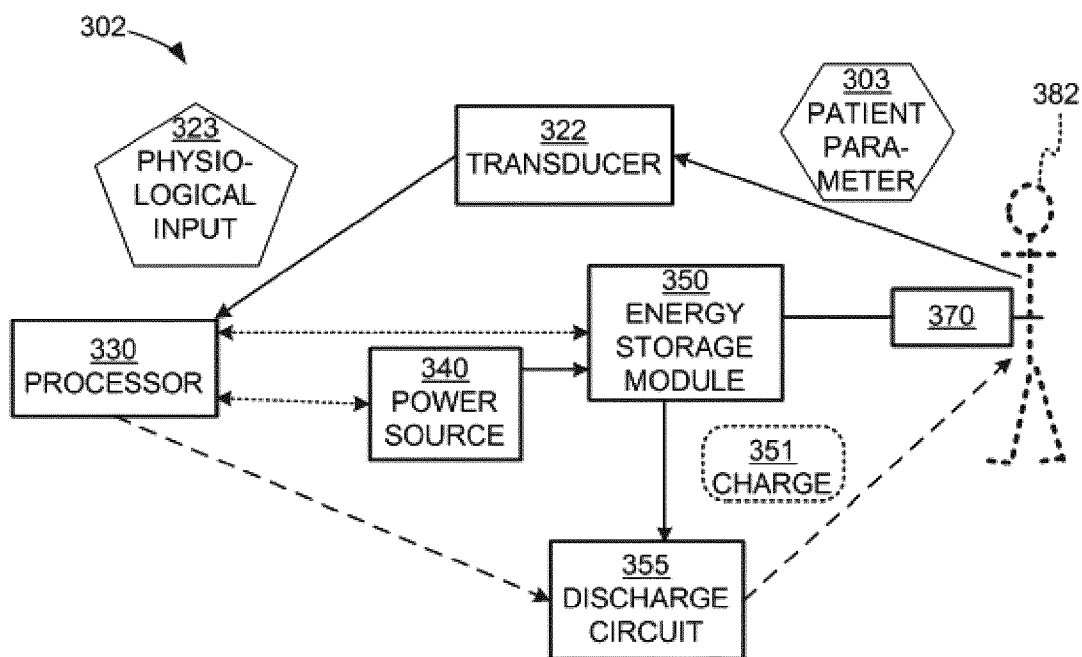 302
323
PHYSIO-
LOGICAL
INPUT
322
TRANSDUCER
303
PATIENT
PARA-
METER
382
330
PROCESSOR
340
POWER
SOURCE
350
ENERGY
STORAGE
MODULE
370
351
CHARGE
355
DISCHARGE
CIRCUIT